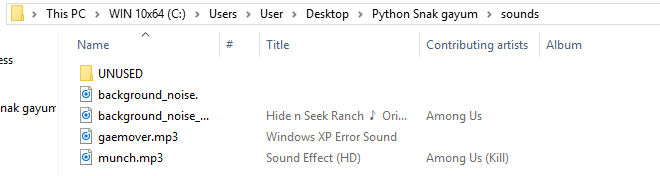 This PC > WIN 10x64 (C:) > Users > User > Desktop > Python Snak gayum > sounds
Name # Title Contributing artists Album
ess
UNUSED
background_noise.
nak gayum
background_noise_... Hide n Seek Ranch ♪ Ori... Among Us
gaemover.mp3 Windows XP Error Sound
munch.mp3 Sound Effect (HD) Among Us (Kill)